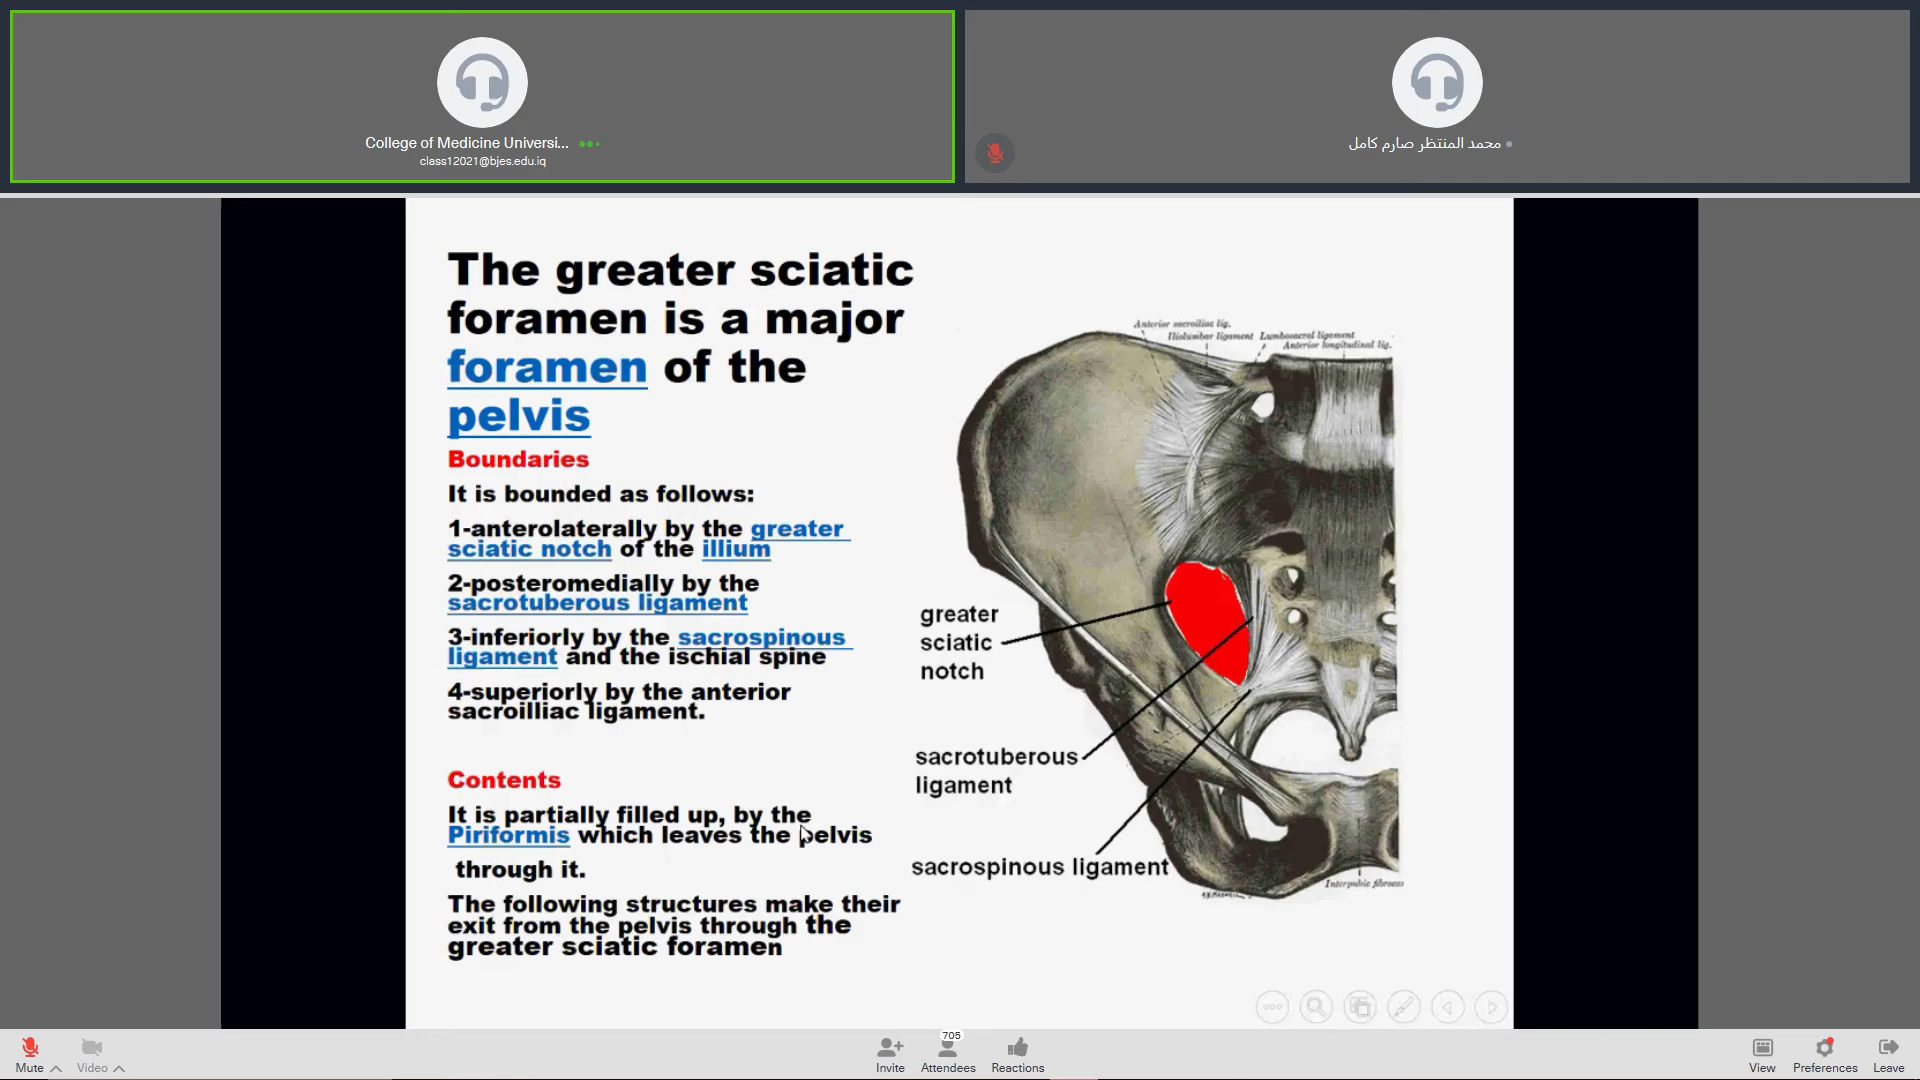 College of Medicine Universi...
class12021@bjes.edu.iq
محمد المنتظر صارم كامل
The greater sciatic
foramen is a major
foramen of the
pelvis
Boundaries
It is bounded as follows:
1-anterolaterally by the greater
sciatic notch of the illium
2-posteromedially by the
sacrotuberous ligament
3-inferiorly by the sacrospinous
ligament and the ischial spine
4-superiorly by the anterior
sacroilliac ligament.
Contents
It is partially filled up, by the
Piriformis which leaves the pelvis
through it.
The following structures make their
exit from the pelvis through the
greater sciatic foramen
Anterior sacroiliac lig.
Iliolumbar ligament Lumbosacral ligament
Anterior longitudinal lig.
greater
sciatic
notch
sacrotuberous
ligament
sacrospinous ligament
Interpubic fibrocar
Mute
Video
Invite
705
Attendees
Reactions
View
Preferences
Leave